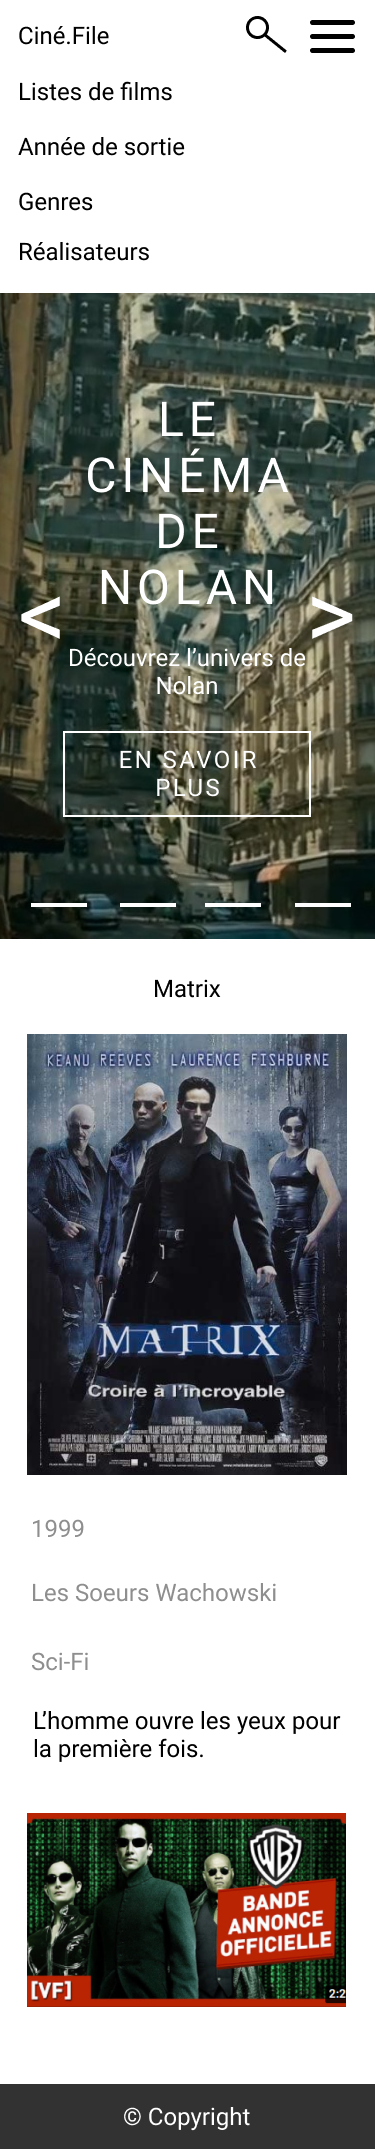 Ciné.File
Listes de films
Année de sortie
Genres
Réalisateurs
LE
CINÉMA
DE
NOLAN
< >
Découvrez l’univers de
Nolan
EN SAVOIR
PLUS
Matrix
KEANU REEVES LAURENCE FISHBURNE
MATRIX
Croire à l'incroyable
1999
Les Soeurs Wachowski
Sci-Fi
L’homme ouvre les yeux pour
la première fois.
WB
BANDE
ANNONCE
OFFICIELLE
[VF]
2:2
© Copyright